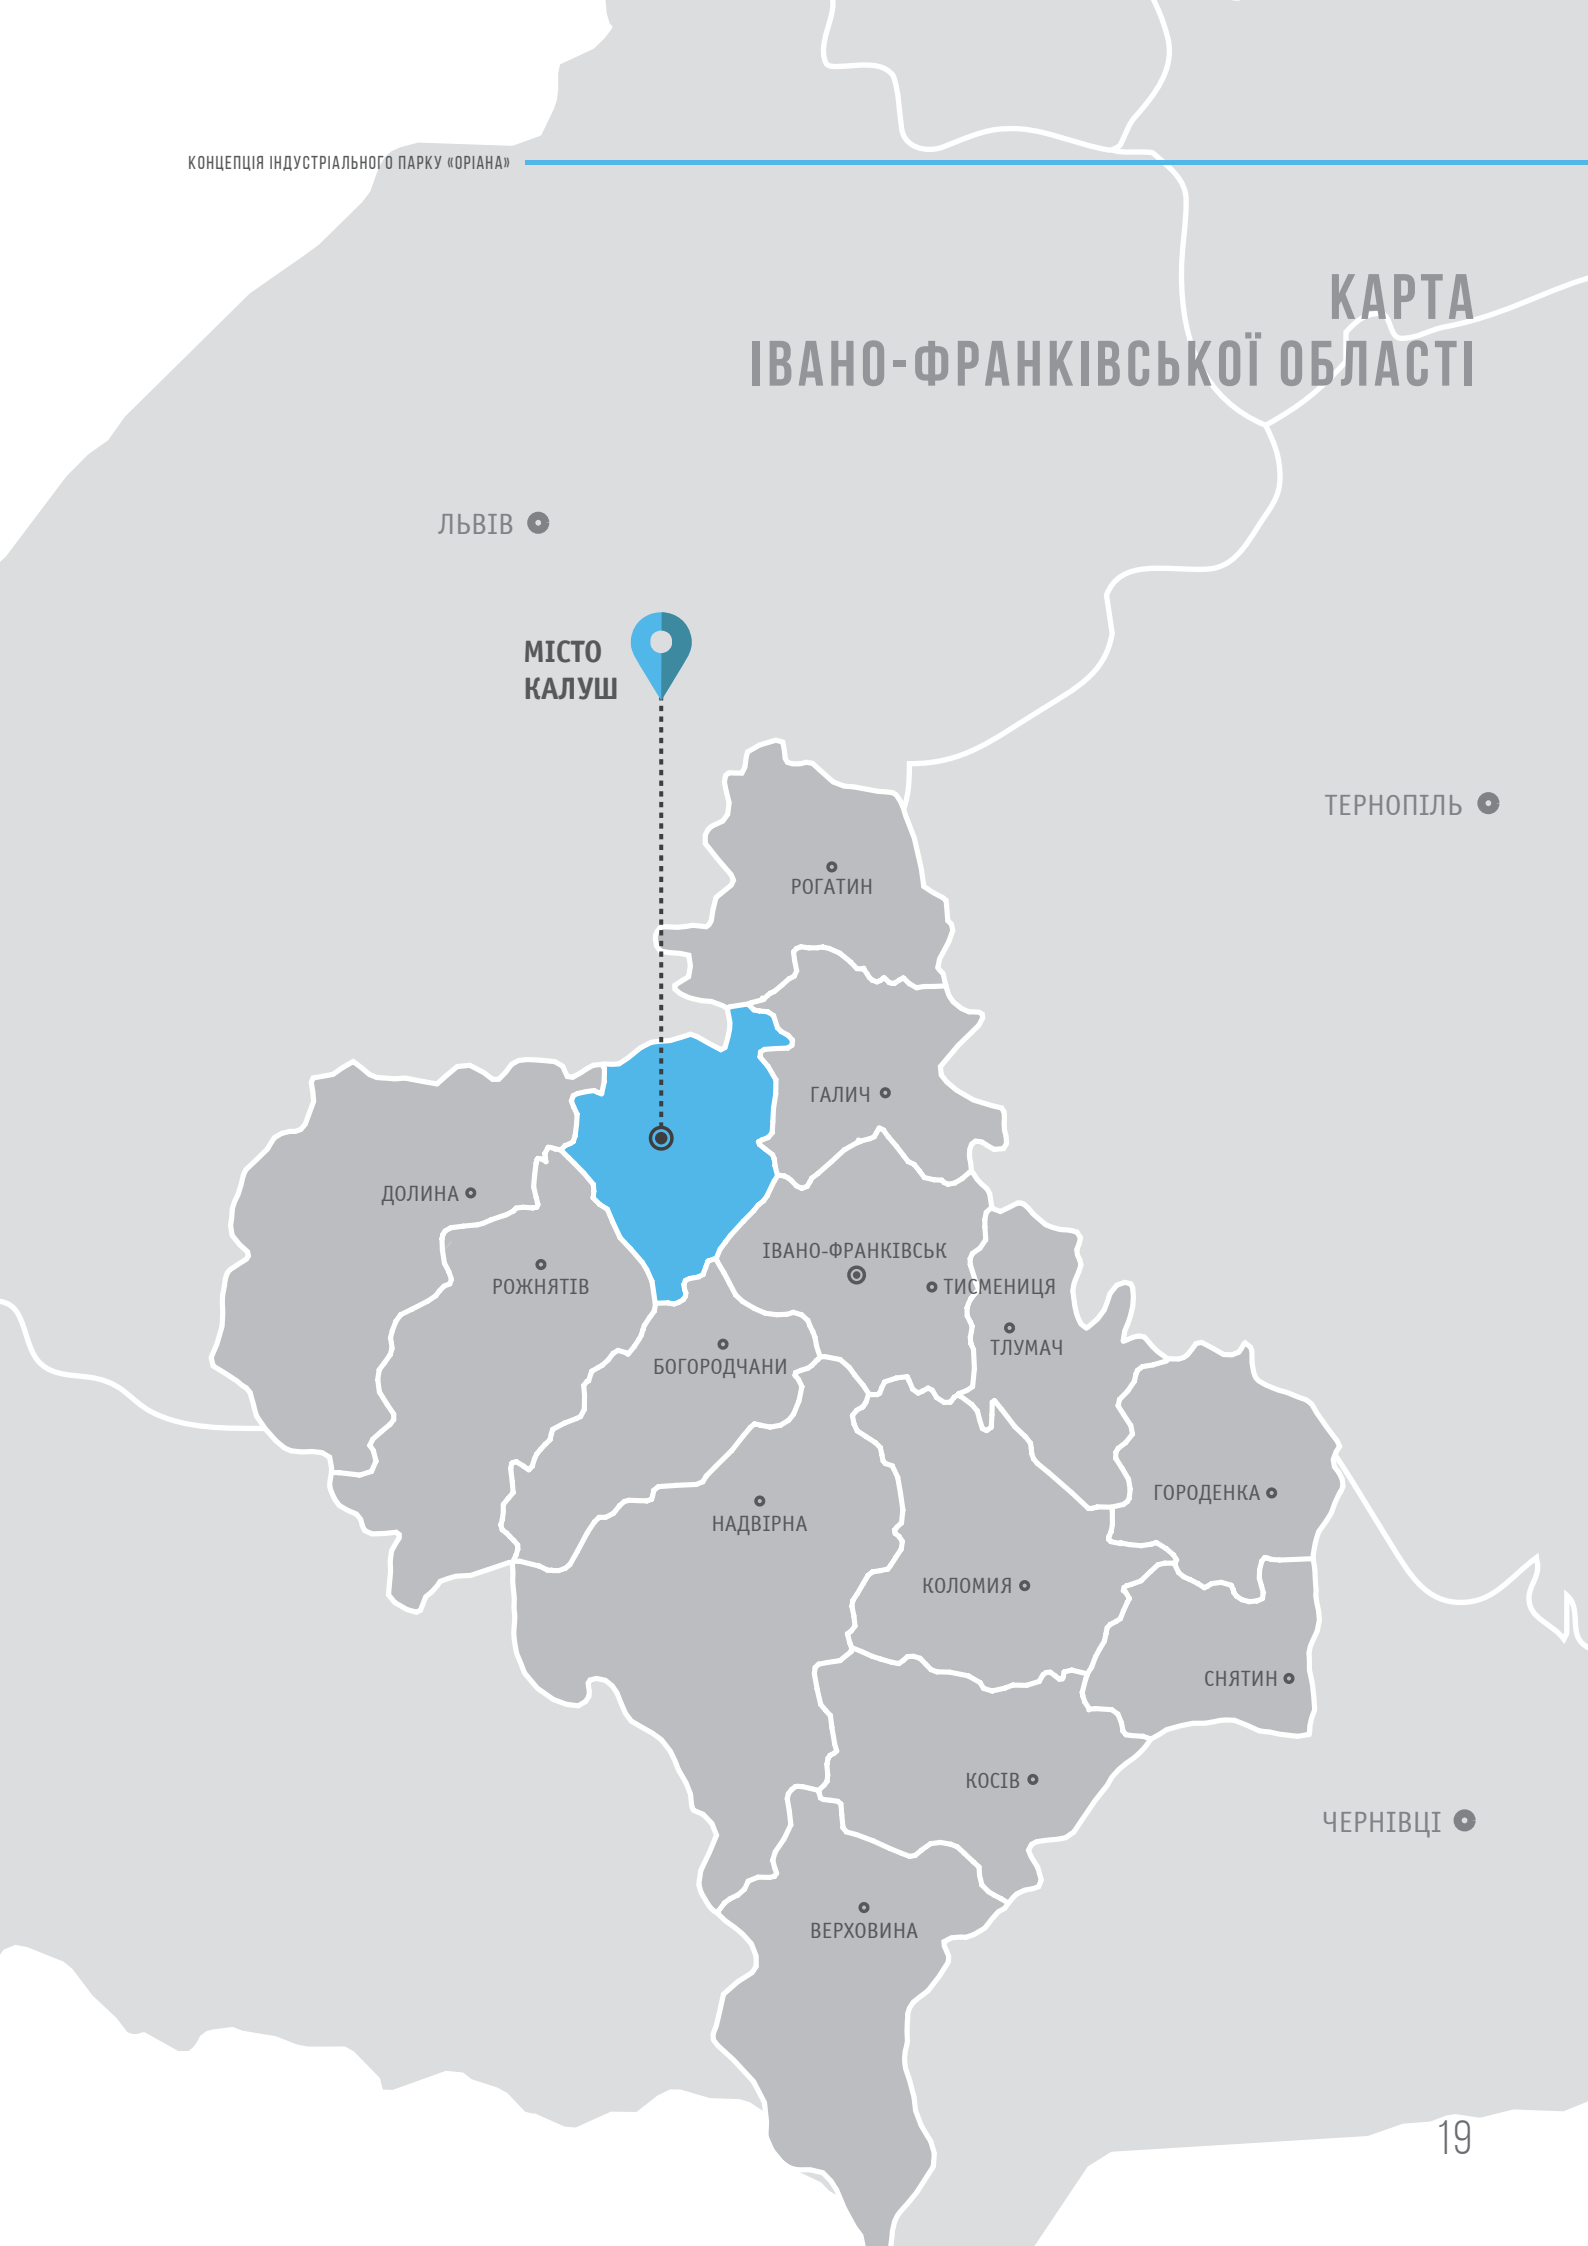 КОНЦЕПЦІЯ ІНДУСТРІАЛЬНОГО ПАРКУ «ОРІАНА»
КАРТА
ІВАНО-ФРАНКІВСЬКОЇ ОБЛАСТІ
ЛЬВІВ
МІСТО
КАЛУШ
ТЕРНОПІЛЬ
РОГАТИН
ГАЛИЧ
ДОЛИНА
ІВАНО-ФРАНКІВСЬК
РОЖНЯТІВ
ТИСМЕНИЦЯ
ТЛУМАЧ
БОГОРОДЧАНИ
ГОРОДЕНКА
НАДВІРНА
КОЛОМИЯ
СНЯТИН
КОСІВ
ЧЕРНІВЦІ
ВЕРХОВИНА
19